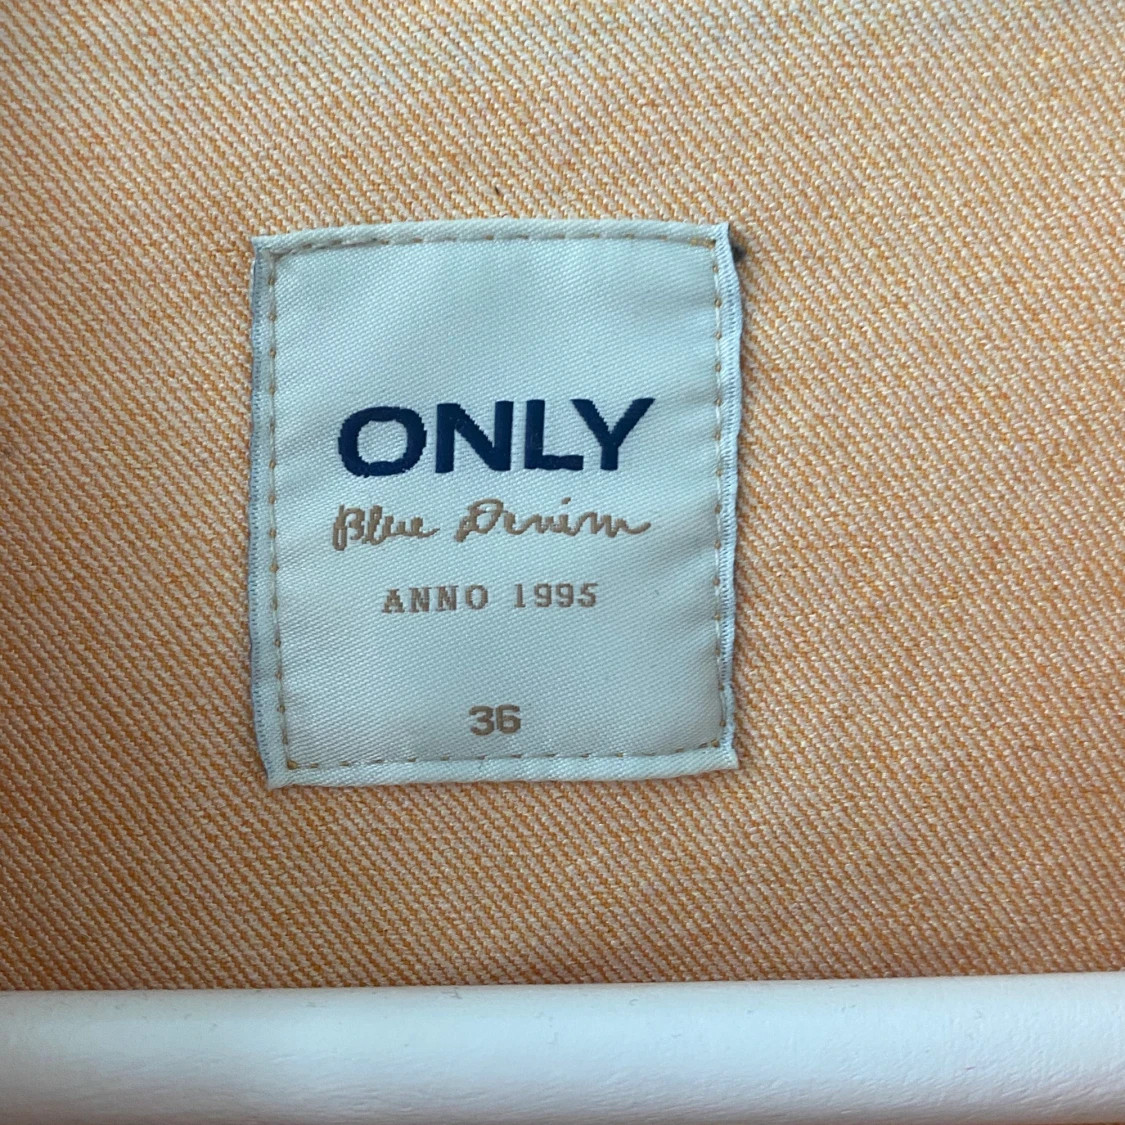 ONLY
Blue Denim
ANNO 1995
36